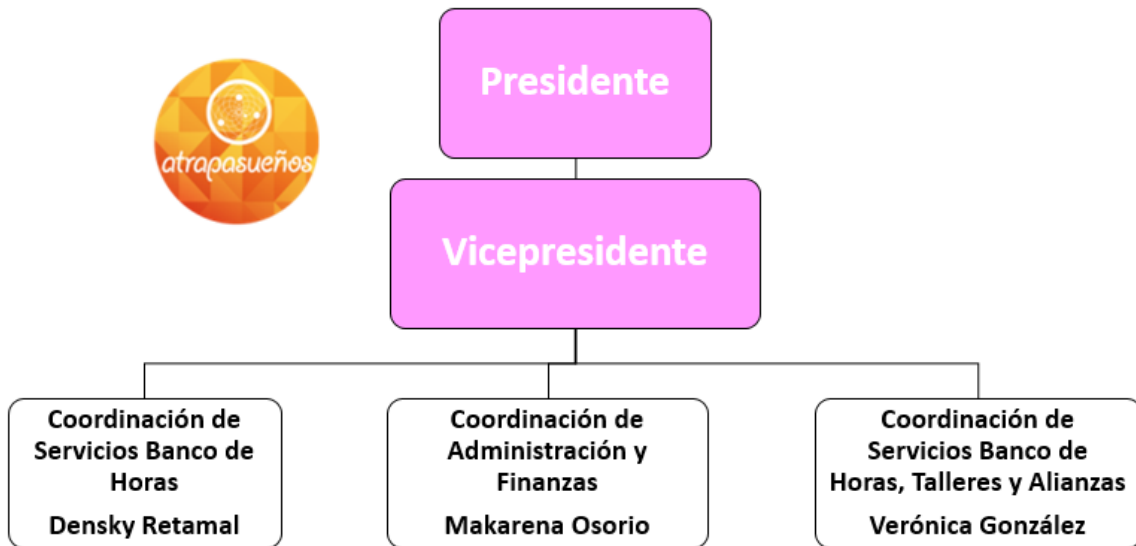 Presidente
atrapasueños
Vicepresidente
Coordinación de
Servicios Banco de
Horas
Densky Retamal
Coordinación de
Administración y
Finanzas
Makarena Osorio
Coordinación de
Servicios Banco de
Horas, Talleres y Alianzas
Verónica González